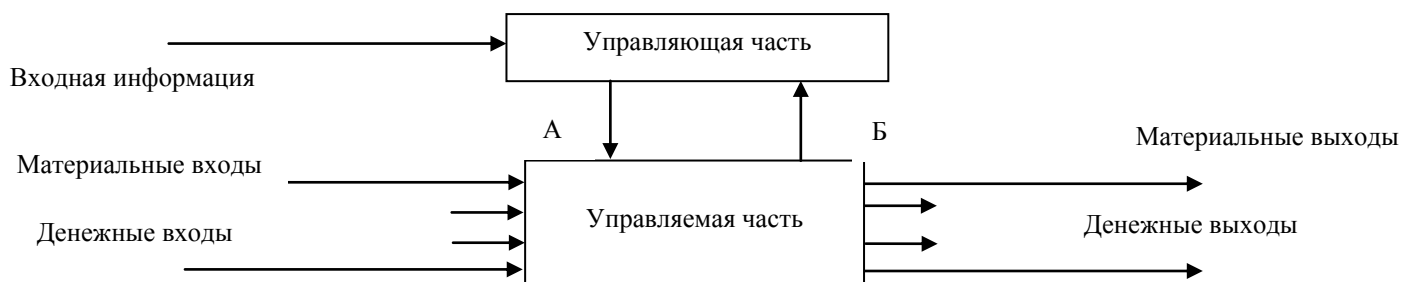 Управляющая часть
Входная информация
А
Б
Материальные выходы
Материальные входы
Управляемая часть
Денежные входы
Денежные выходы